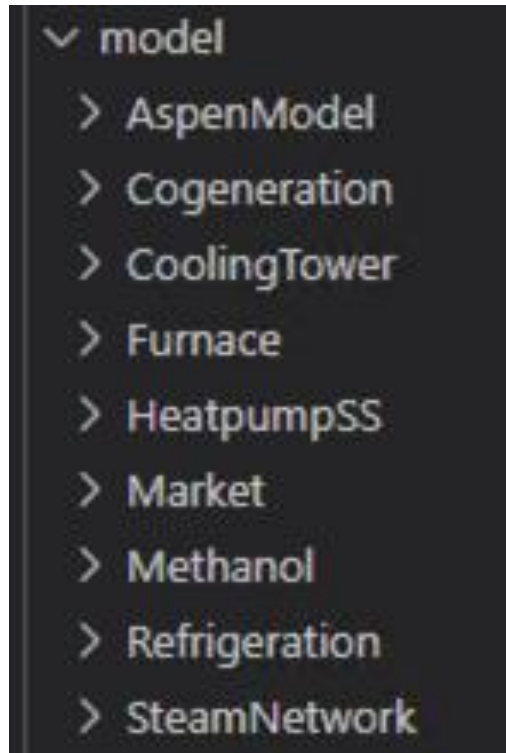 model
AspenModel
Cogeneration
CoolingTower
Furnace
HeatpumpSS
Market
Methanol
Refrigeration
SteamNetwork